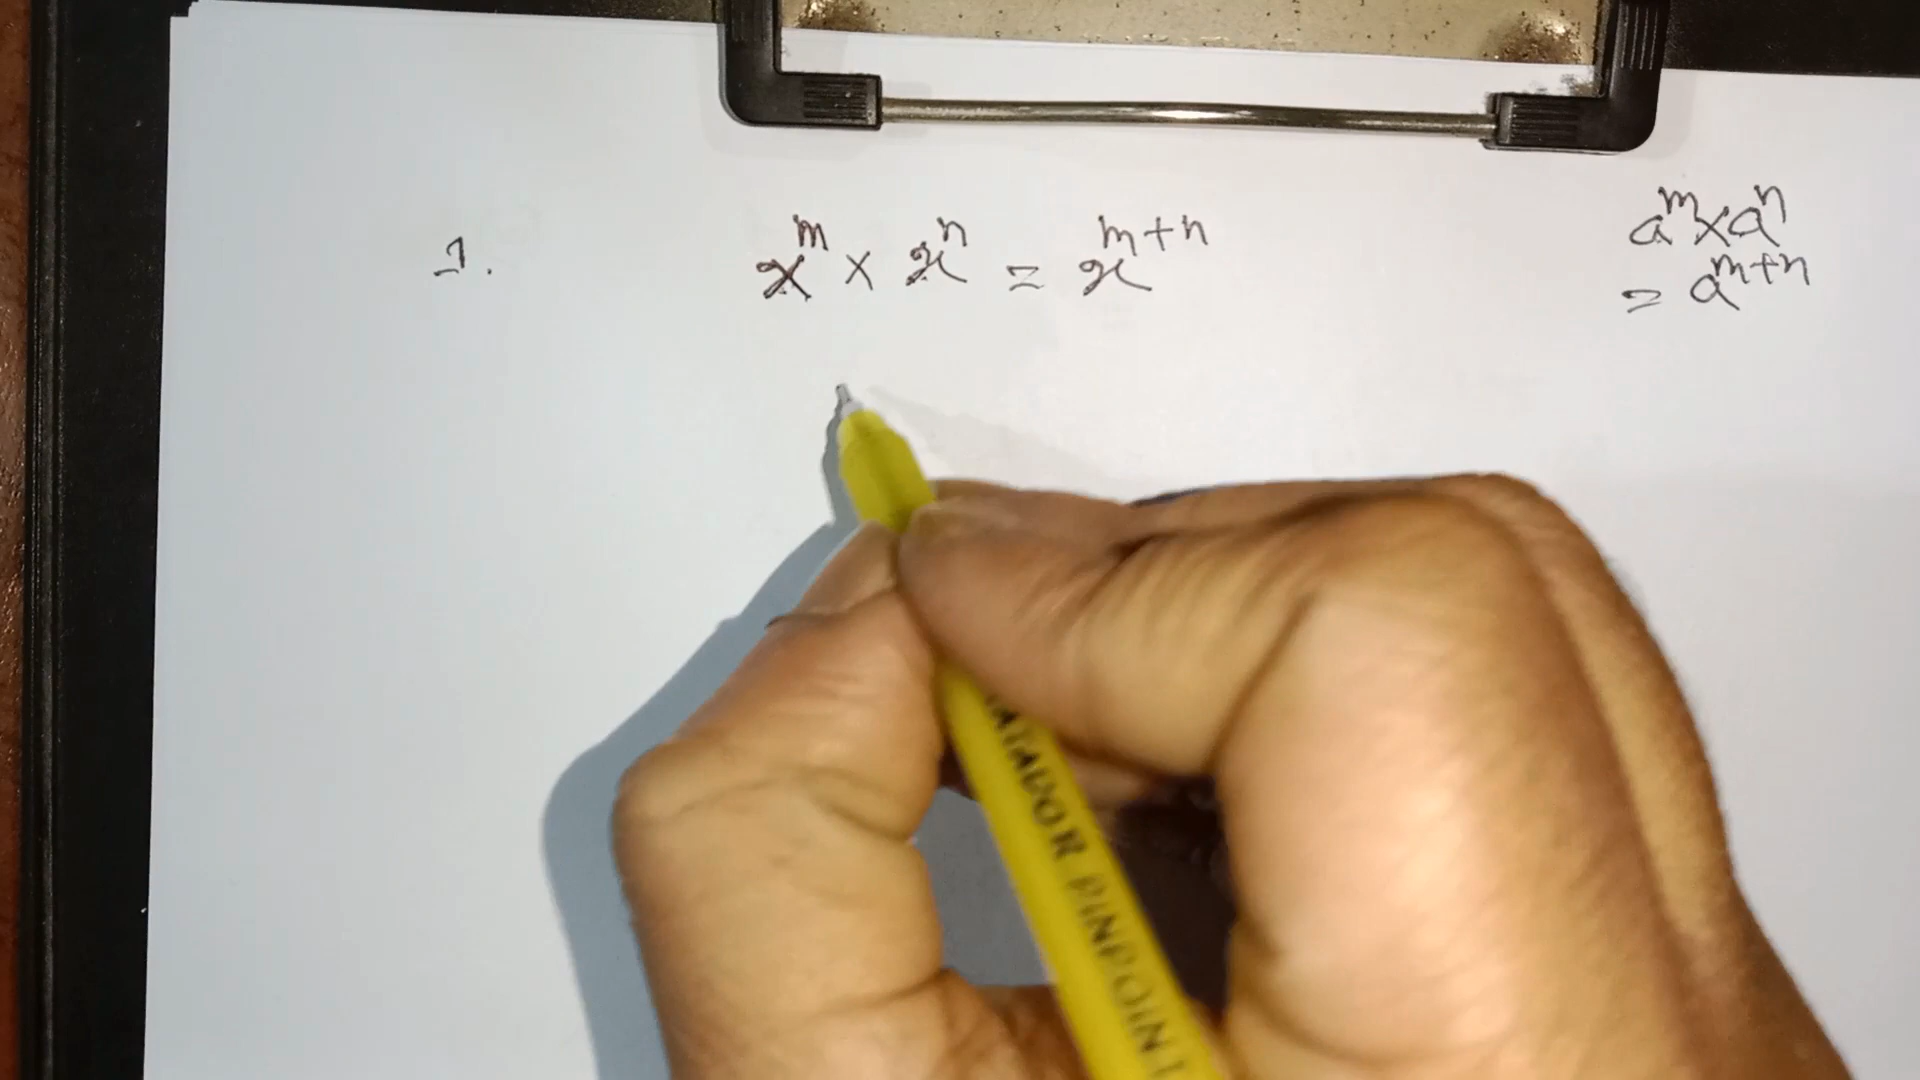 1. x^m × x^n = x^{m+n}
a^m × a^n
= a^{m+n}
MATADOR PINPOINT